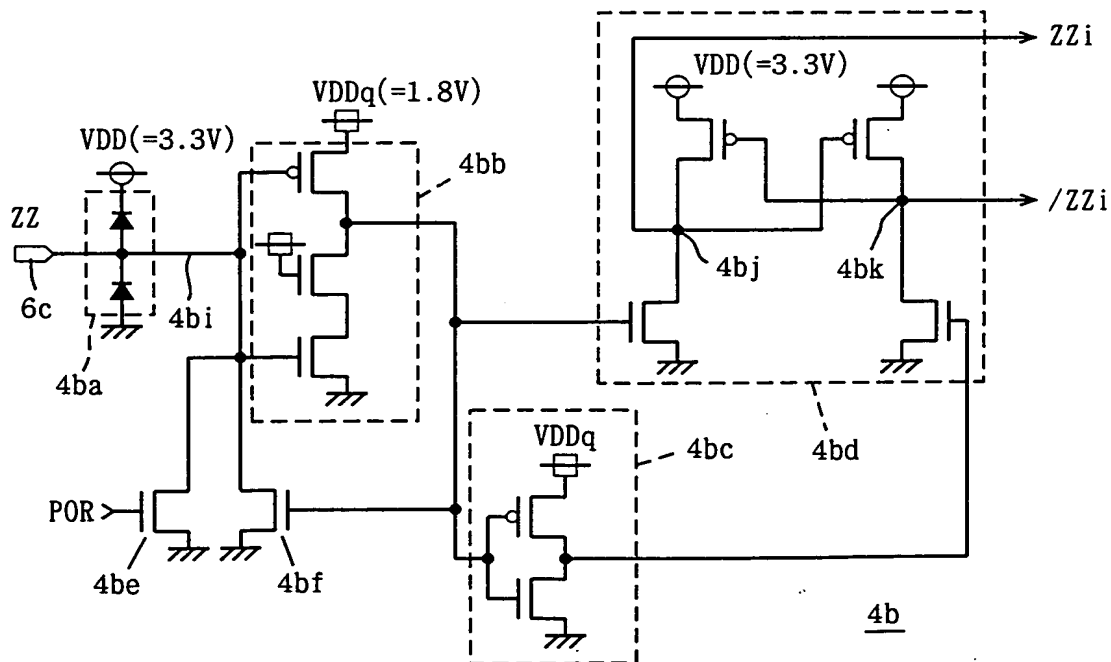 ZZi
VDD(=3.3V)
VDDq(=1.8V)
VDD(=3.3V)
4bb
ZZ
/ZZi
6c
4bi
4bj
4bk
4ba
VDDq
4bc
4bd
POR
4be
4bf
4b